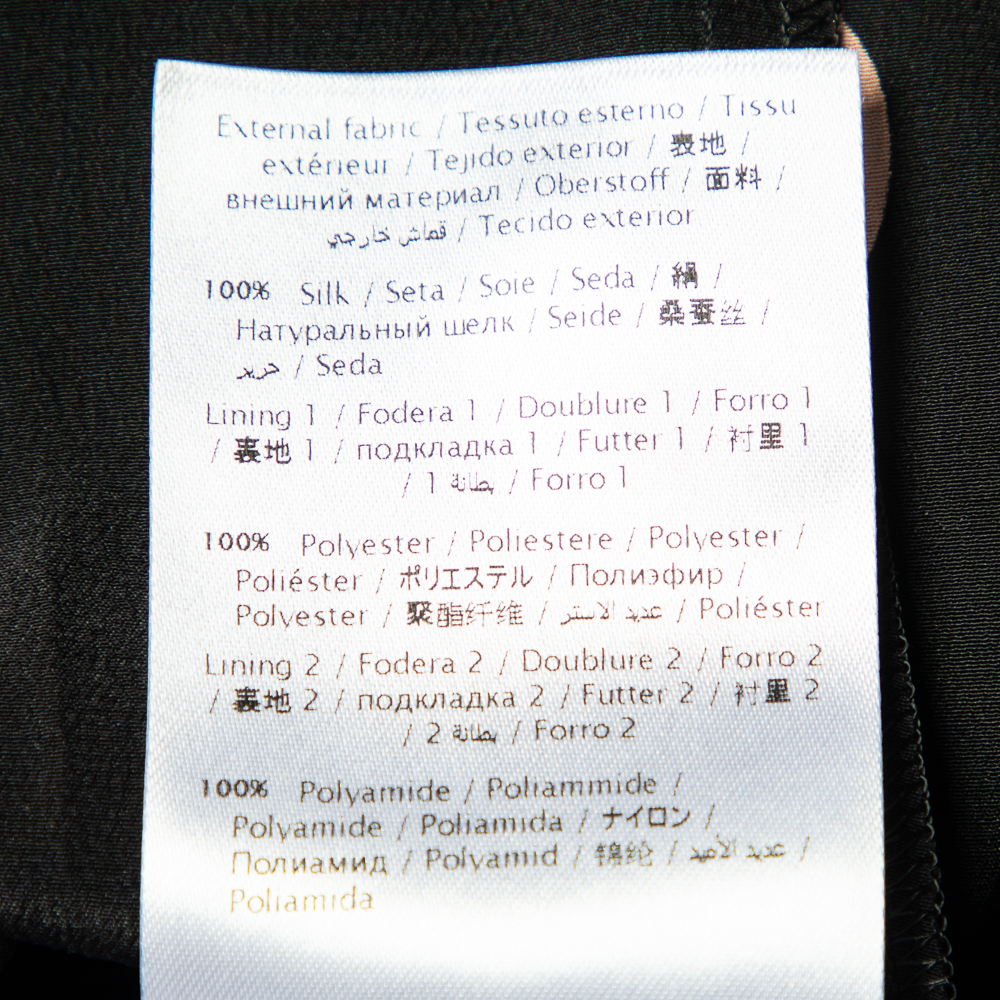 External fabric / Tessuto esterno / Tissu
extérieur / Tejido exterior / 表地 /
внешний материал / Oberstoff / 面料 /
قماش خارجي / Tecido exterior
100% Silk / Seta / Soie / Seda / 絹 /
Натуральный шелк / Seide / 桑蚕丝 /
حرير / Seda
Lining 1 / Fodera 1 / Doublure 1 / Forro 1
/ 裏地 1 / подкладка 1 / Futter 1 / 衬里 1
/ 1 بطانة / Forro 1
100% Polyester / Poliestere / Polyester /
Poliéster / ポリエステル / Полиэфир /
Polyester / 聚酯纤维 / عديد الاستر / Poliéster
Lining 2 / Fodera 2 / Doublure 2 / Forro 2
/ 裏地 2 / подкладка 2 / Futter 2 / 衬里 2
/ 2 بطانة / Forro 2
100% Polyamide / Poliammide /
Polyamide / Poliamida / ナイロン /
Полиамид / Polyamid / 锦纶 / عديد الأميد /
Poliamida